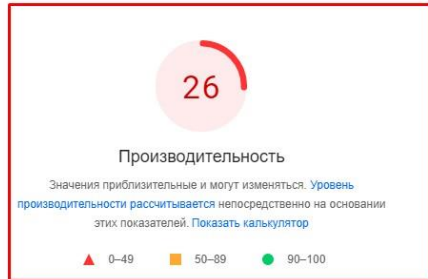 26
Производительность
Значения приблизительные и могут изменяться. Уровень
производительности рассчитывается непосредственно на основании
этих показателей. Показать калькулятор
0–49 50–89 90–100